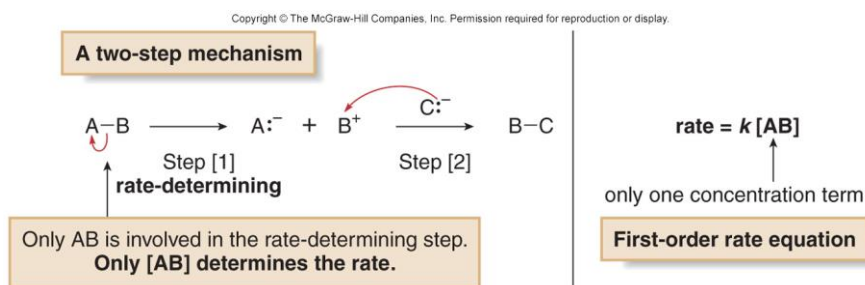 Copyright © The McGraw-Hill Companies, Inc. Permission required for reproduction or display.
A two-step mechanism
A–B A:⁻ + B⁺ C:⁻ B–C
Step [1] Step [2]
rate-determining
Only AB is involved in the rate-determining step.
Only [AB] determines the rate.
rate = k [AB]
only one concentration term
First-order rate equation